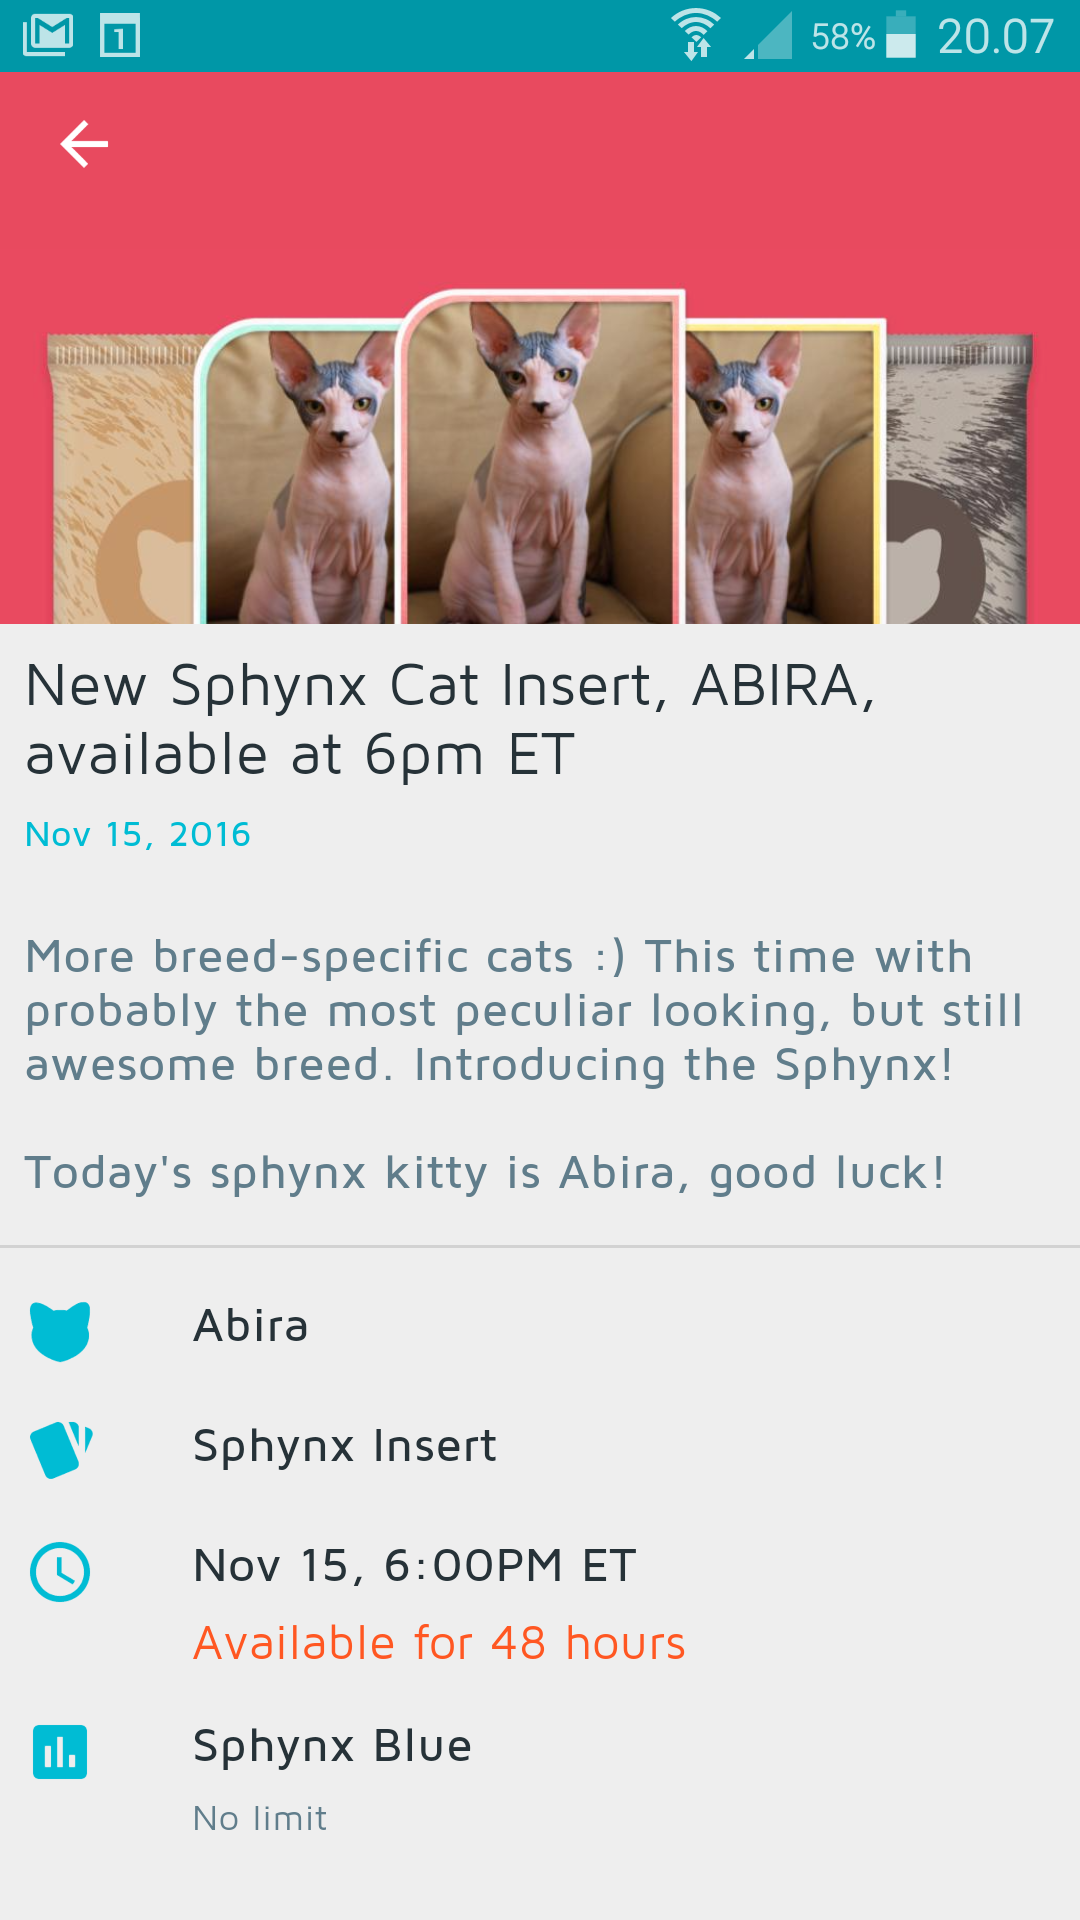 1 58% 20.07
New Sphynx Cat Insert, ABIRA,
available at 6pm ET
Nov 15, 2016
More breed-specific cats :) This time with
probably the most peculiar looking, but still
awesome breed. Introducing the Sphynx!
Today's sphynx kitty is Abira, good luck!
Abira
Sphynx Insert
Nov 15, 6:00PM ET
Available for 48 hours
Sphynx Blue
No limit